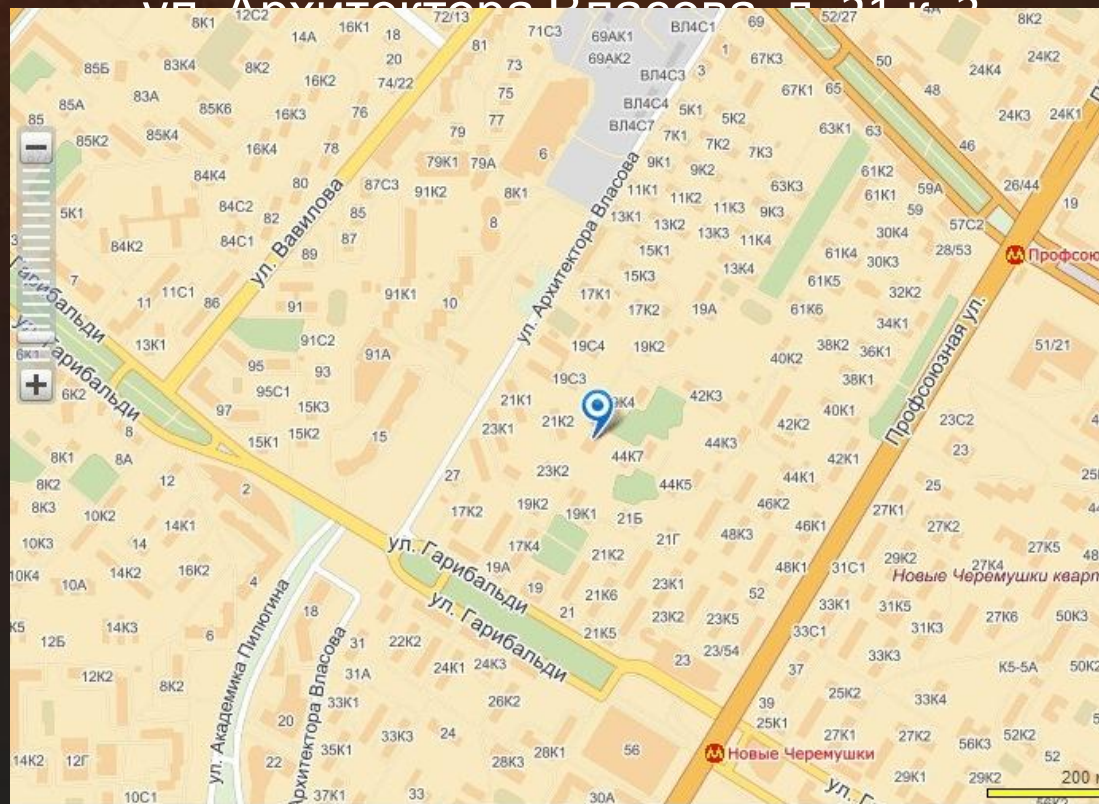 ул. Архитектора Власова, д. 21 к. 3
8К1 12С2 14А 16К1 18 72/13 81 71С3 69АК1 ВЛ4С1 69 52/27 8К2
85Б 83К4 8К2 20 73 69АК2 1 67К3 50 24К4 24К2
16К2 74/22 ВЛ4С3 3
85А 83А 85К6 16К3 76 75 ВЛ4С4 5К1 67К1 65 48
85 85К2 85К4 77 ВЛ4С7 5К2 63К1 63 24К3 24К1
16К4 78 79 6 7К1 7К2 7К3 46
84К4 79К1 79А 9К1 9К2 61К2
80 87С3 91К2 8К1 11К1 63К3 61К1 59А 26/44
5К1 84С2 82 85 11К2 11К3 9К3 59 19
ул. Вавилова
ул. Архитектора Власова
8 13К1 13К2 13К3 57С2
84К2 84С1 87 11К4 30К4
89 15К1 61К4 30К3 28/53
Профсою
7 15К3 13К4 61К5
11 11С1 86 91 91К1 10 17К1 17К2 19А 61К6 32К2
ул. Гарибальди
34К1
13К1 91С2 91А 19С4 19К2 38К2 36К1 51/21
6К1 95 93 40К2
ул. Гарибальди
6К2 95С1 19С3 38К1
97 15К3 21К1 42К3 40К1
Профсоюзная ул.
8 15К1 15К2 15 23К1 21К2 42К2 23С2
8К1 8А 44К7 44К3 42К1 23
8К2 12 2 27 23К2 44К5 44К1 25
8К3 10К2 14К1 17К2 19К2 19К1 21Б 46К2 27К1
10К3 14 21Г 48К3 46К1 27К2
ул. Гарибальди
17К4 21К2 27К5
10К4 10А 14К2 16К2 4 19А 48К1 31С1 29К2 27К4
Новые Черемушки кварт
19 21К6 23К1 52
ул. Гарибальди
18 21 23К2 23К5 33К1 31К5 27К6 50К3
12Б 14К3 6 31 22К2 21К5 33С1 31К3
ул. Академика Пилюгина
31А 24К1 24К3 23 23/54 33К3 К5-5А
12К2 8К2 37
33К1 26К2 39 25К2 33К4
20 24 25К1
33К3 27К1 27К2 56К3 52К2
Архитектора Власова
35К1 28К1 56
Новые Черемушки
14К2 12Г 22 28К3 52
29К1 29К2 200
10С1 37К1 33 30А